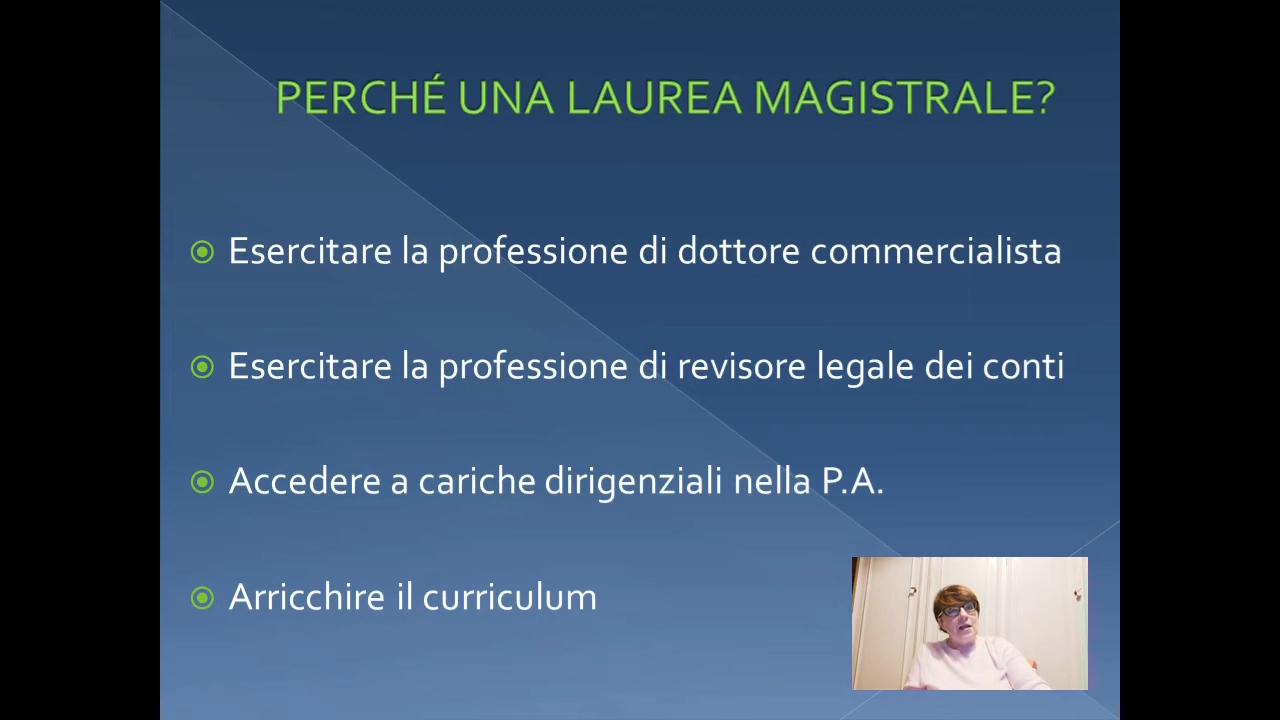 PERCHÉ UNA LAUREA MAGISTRALE?
Esercitare la professione di dottore commercialista
Esercitare la professione di revisore legale dei conti
Accedere a cariche dirigenziali nella P.A.
Arricchire il curriculum